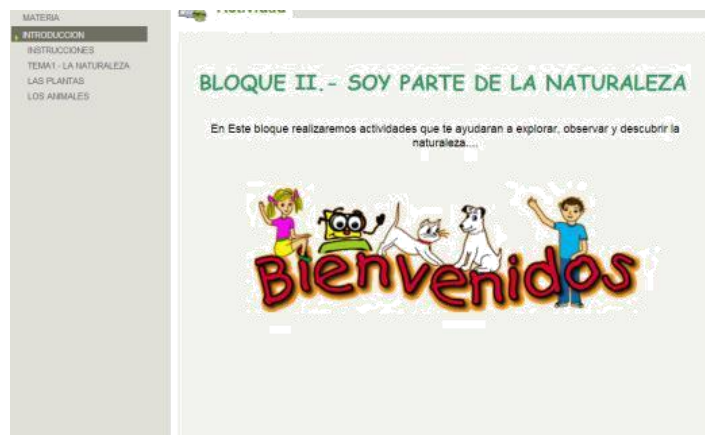 MATERIA
INTRODUCCION
INSTRUCCIONES
TEMA1 - LA NATURALEZA
LAS PLANTAS
LOS ANIMALES
Actividad
BLOQUE II.- SOY PARTE DE LA NATURALEZA
En Este bloque realizaremos actividades que te ayudaran a explorar, observar y descubrir la
naturaleza....
Bienvenidos